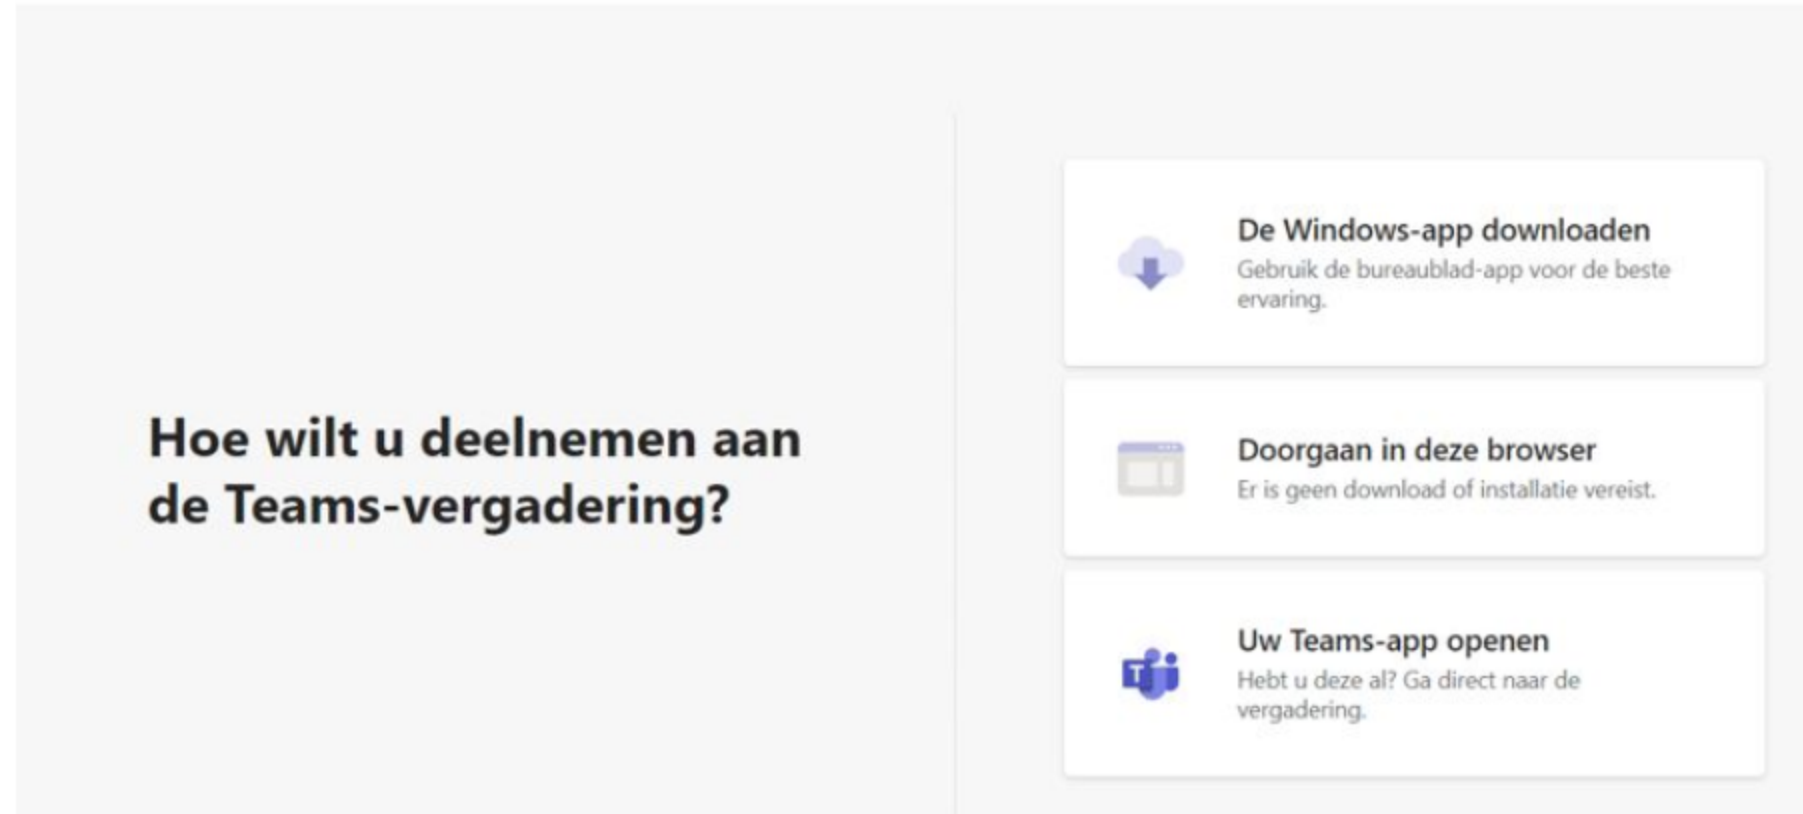 Hoe wilt u deelnemen aan
de Teams-vergadering?
De Windows-app downloaden
Gebruik de bureaublad-app voor de beste
ervaring.
Doorgaan in deze browser
Er is geen download of installatie vereist.
T
Uw Teams-app openen
Hebt u deze al? Ga direct naar de
vergadering.